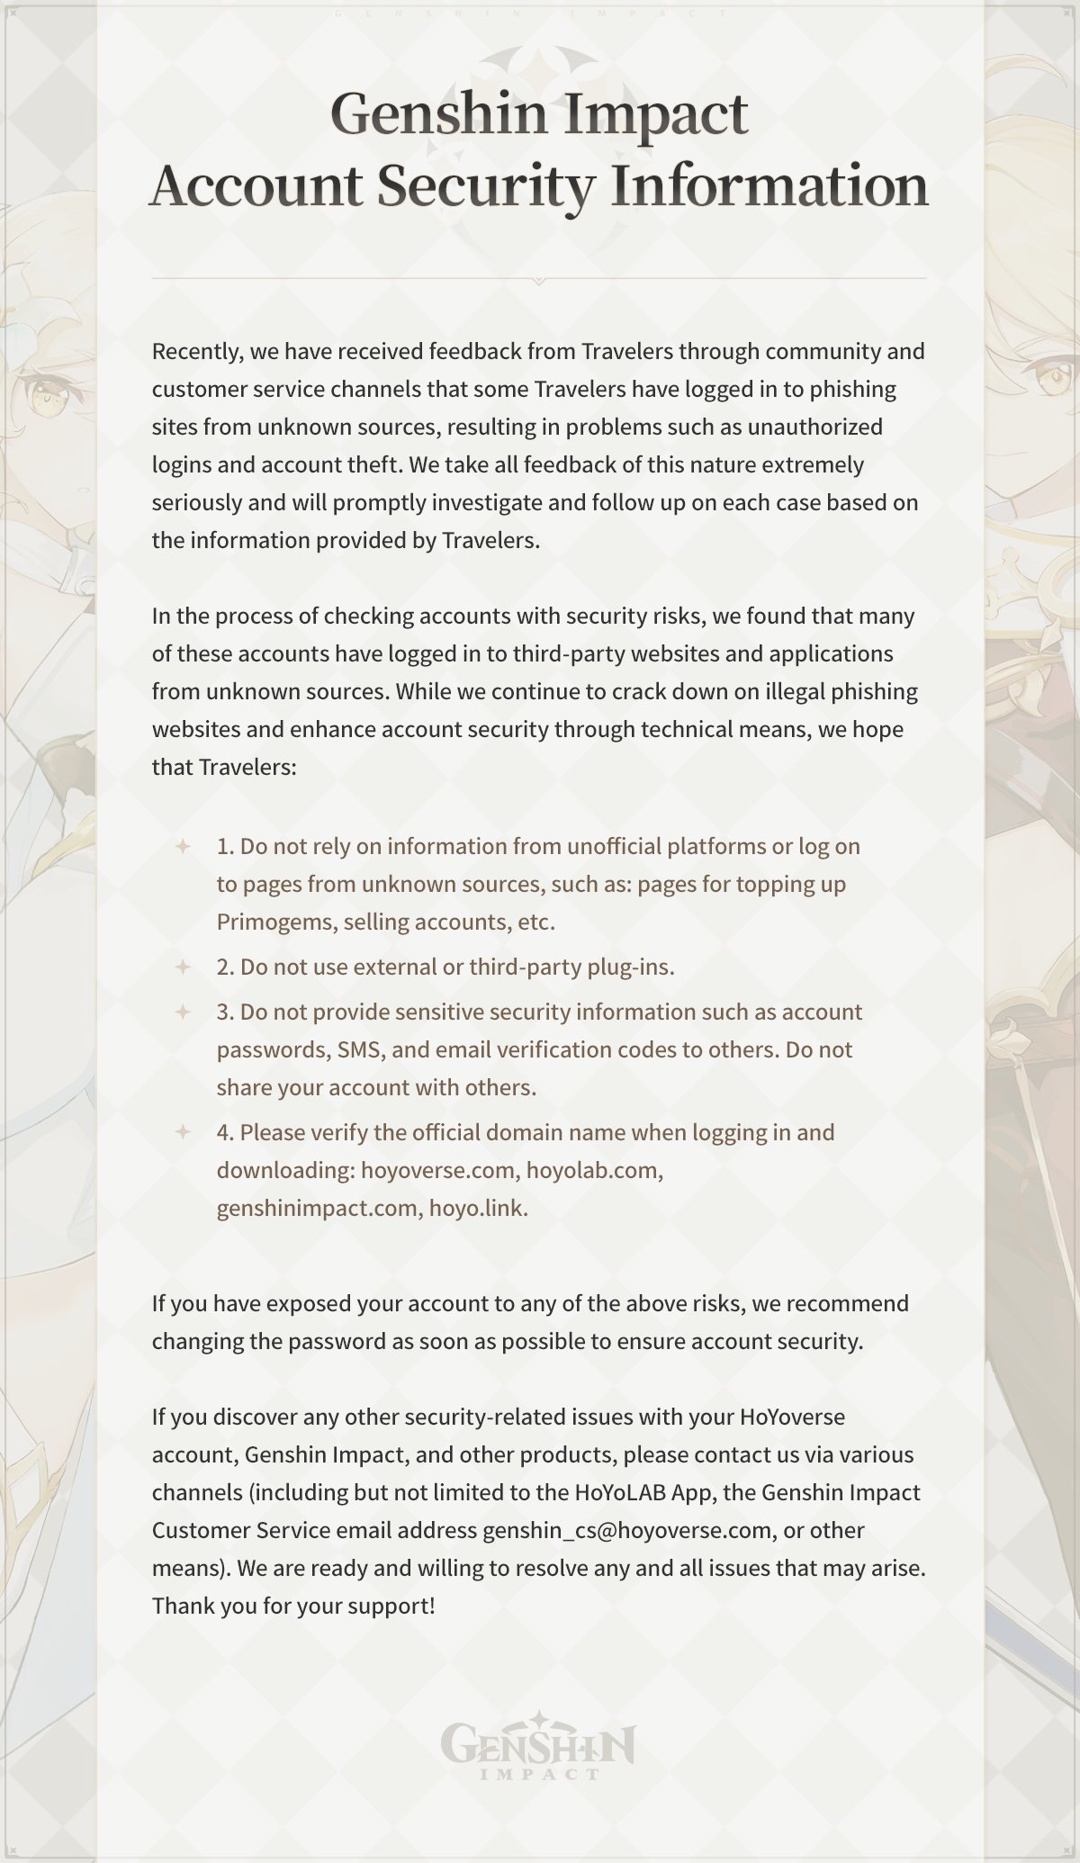 GENSHIN IMPACT
Genshin Impact
Account Security Information
Recently, we have received feedback from Travelers through community and
customer service channels that some Travelers have logged in to phishing
sites from unknown sources, resulting in problems such as unauthorized
logins and account theft. We take all feedback of this nature extremely
seriously and will promptly investigate and follow up on each case based on
the information provided by Travelers.
In the process of checking accounts with security risks, we found that many
of these accounts have logged in to third-party websites and applications
from unknown sources. While we continue to crack down on illegal phishing
websites and enhance account security through technical means, we hope
that Travelers:
1. Do not rely on information from unofficial platforms or log on
to pages from unknown sources, such as: pages for topping up
Primogems, selling accounts, etc.
2. Do not use external or third-party plug-ins.
3. Do not provide sensitive security information such as account
passwords, SMS, and email verification codes to others. Do not
share your account with others.
4. Please verify the official domain name when logging in and
downloading: hoyoverse.com, hoyolab.com,
genshinimpact.com, hoyo.link.
If you have exposed your account to any of the above risks, we recommend
changing the password as soon as possible to ensure account security.
If you discover any other security-related issues with your HoYoverse
account, Genshin Impact, and other products, please contact us via various
channels (including but not limited to the HoYoLAB App, the Genshin Impact
Customer Service email address genshin_cs@hoyoverse.com, or other
means). We are ready and willing to resolve any and all issues that may arise.
Thank you for your support!
GENSHIN
IMPACT